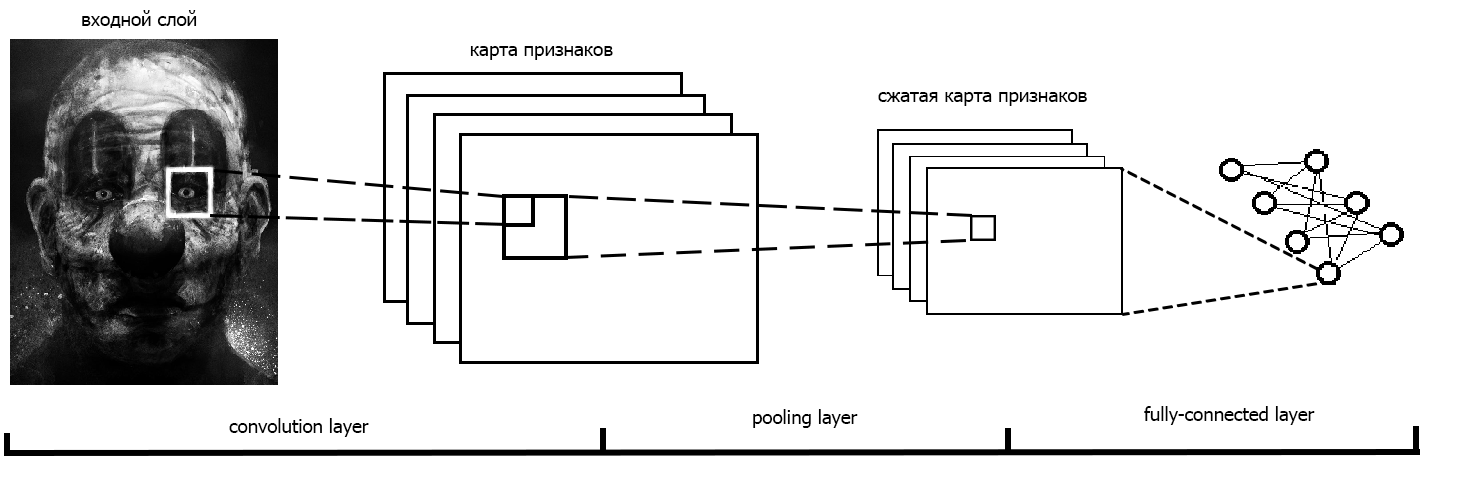 входной слой
карта признаков
сжатая карта признаков
convolution layer
pooling layer
fully-connected layer